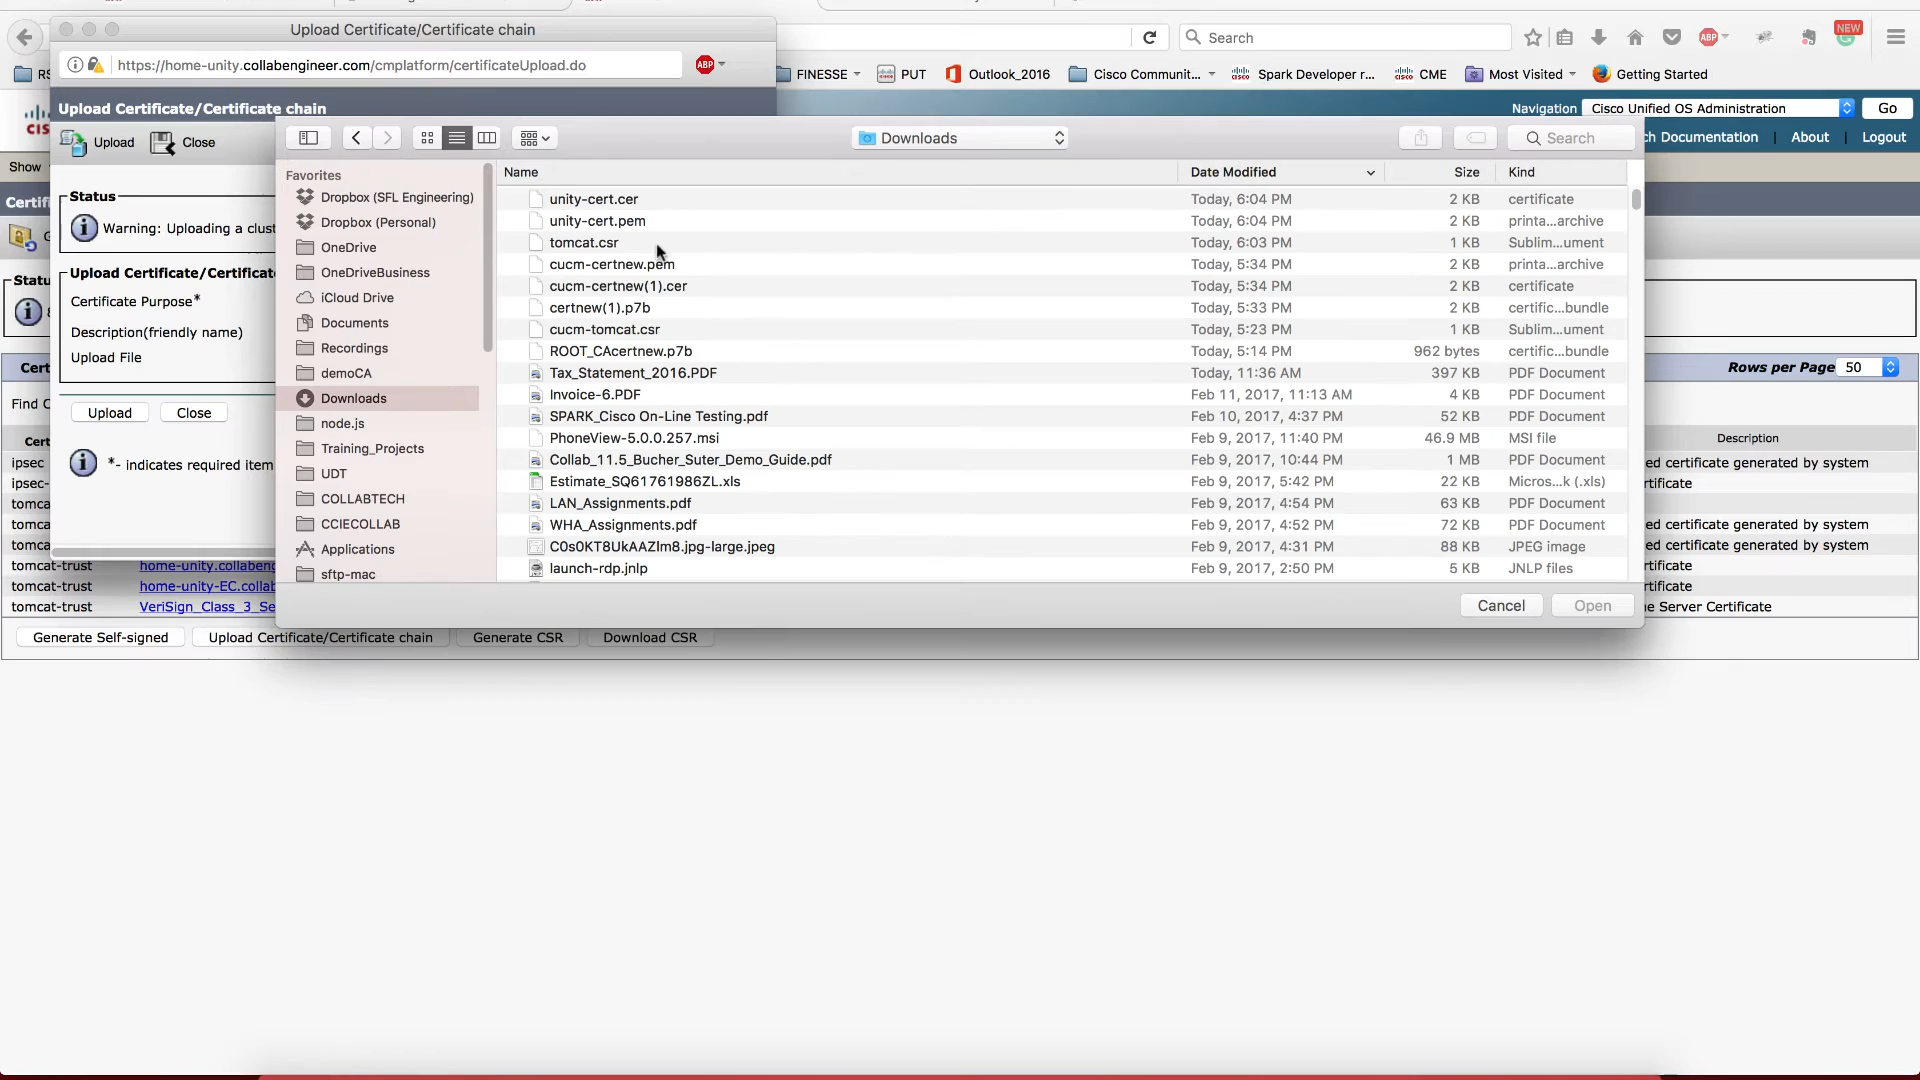 Upload Certificate/Certificate chain
https://home-unity.collabengineer.com/cmplatform/certificateUpload.do
ABP
Search
ABP
NEW
FINESSE
PUT
Outlook_2016
Cisco Communit...
Spark Developer r...
CME
Most Visited
Getting Started
Upload Certificate/Certificate chain
Navigation Cisco Unified OS Administration Go
Upload Close
Downloads
Search
ch Documentation About Logout
Show
Favorites
Name Date Modified Size Kind
Status
Dropbox (SFL Engineering)
unity-cert.cer Today, 6:04 PM 2 KB certificate
Certifi
Warning: Uploading a clust
Dropbox (Personal)
unity-cert.pem Today, 6:04 PM 2 KB printa...archive
OneDrive
tomcat.csr Today, 6:03 PM 1 KB Sublim...ument
Upload Certificate/Certificate
OneDriveBusiness
cucm-certnew.pem Today, 5:34 PM 2 KB printa...archive
Statu
Certificate Purpose*
iCloud Drive
cucm-certnew(1).cer Today, 5:34 PM 2 KB certificate
Description(friendly name)
Documents
certnew(1).p7b Today, 5:33 PM 2 KB certific...bundle
cucm-tomcat.csr Today, 5:23 PM 1 KB Sublim...ument
Upload File
Recordings
ROOT_CAcertnew.p7b Today, 5:14 PM 962 bytes certific...bundle
Cert
demoCA
Tax_Statement_2016.PDF Today, 11:36 AM 397 KB PDF Document
Rows per Page 50
Find C
Downloads
Invoice-6.PDF Feb 11, 2017, 11:13 AM 4 KB PDF Document
Upload Close
node.js
SPARK_Cisco On-Line Testing.pdf Feb 10, 2017, 4:37 PM 52 KB PDF Document
Cert
Training_Projects
PhoneView-5.0.0.257.msi Feb 9, 2017, 11:40 PM 46.9 MB MSI file
Description
ipsec
*- indicates required item
UDT
Collab_11.5_Bucher_Suter_Demo_Guide.pdf Feb 9, 2017, 10:44 PM 1 MB PDF Document
ed certificate generated by system
ipsec-
COLLABTECH
Estimate_SQ61761986ZL.xls Feb 9, 2017, 5:42 PM 22 KB Micros...k (.xls)
rtificate
tomca
CCIECOLLAB
LAN_Assignments.pdf Feb 9, 2017, 4:54 PM 63 KB PDF Document
WHA_Assignments.pdf Feb 9, 2017, 4:52 PM 72 KB PDF Document
ed certificate generated by system
tomca
Applications
C0s0KT8UkAAZlm8.jpg-large.jpeg Feb 9, 2017, 4:31 PM 88 KB JPEG image
ed certificate generated by system
tomcat-trust home-unity.collabeng
sftp-mac
launch-rdp.jnlp Feb 9, 2017, 2:50 PM 5 KB JNLP files
rtificate
tomcat-trust home-unity-EC.collab
rtificate
tomcat-trust VeriSign_Class_3_Se
Cancel Open
e Server Certificate
Generate Self-signed Upload Certificate/Certificate chain Generate CSR Download CSR